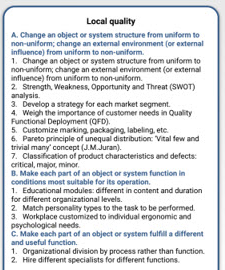 Local quality
A. Change an object or system structure from uniform to
non-uniform; change an external environment (or external
influence) from uniform to non-uniform.
1. Change an object or system structure from uniform to
non-uniform; change an external environment (or external
influence) from uniform to non-uniform.
2. Strength, Weakness, Opportunity and Threat (SWOT)
analysis.
3. Develop a strategy for each market segment.
4. Weigh the importance of customer needs in Quality
Functional Deployment (QFD).
5. Customize marking, packaging, labeling, etc.
6. Pareto principle of unequal distribution: 'Vital few and
trivial many' concept (J.M.Juran).
7. Classification of product characteristics and defects:
critical, major, minor.
B. Make each part of an object or system function in
conditions most suitable for its operation.
1. Educational modules: different in content and duration
for different organizational levels.
2. Match personality types to the task to be performed.
3. Workplace customized to individual ergonomic and
psychological needs.
C. Make each part of an object or system fulfill a different
and useful function.
1. Organizational division by process rather than function.
2. Hire different specialists for different functions.